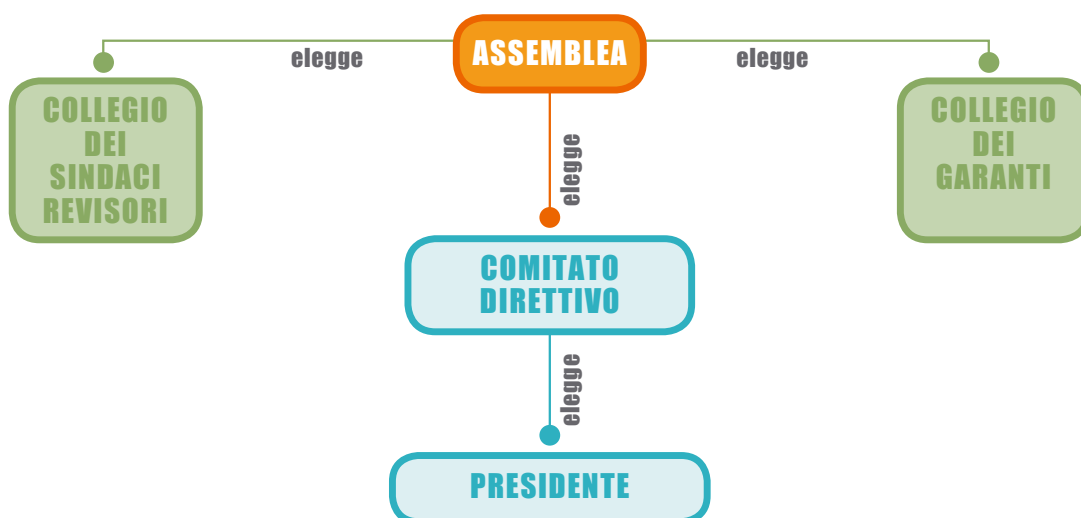 ASSEMBLEA
elegge
elegge
COLLEGIO
DEI
SINDACI
REVISORI
COLLEGIO
DEI
GARANTI
elegge
COMITATO
DIRETTIVO
elegge
PRESIDENTE